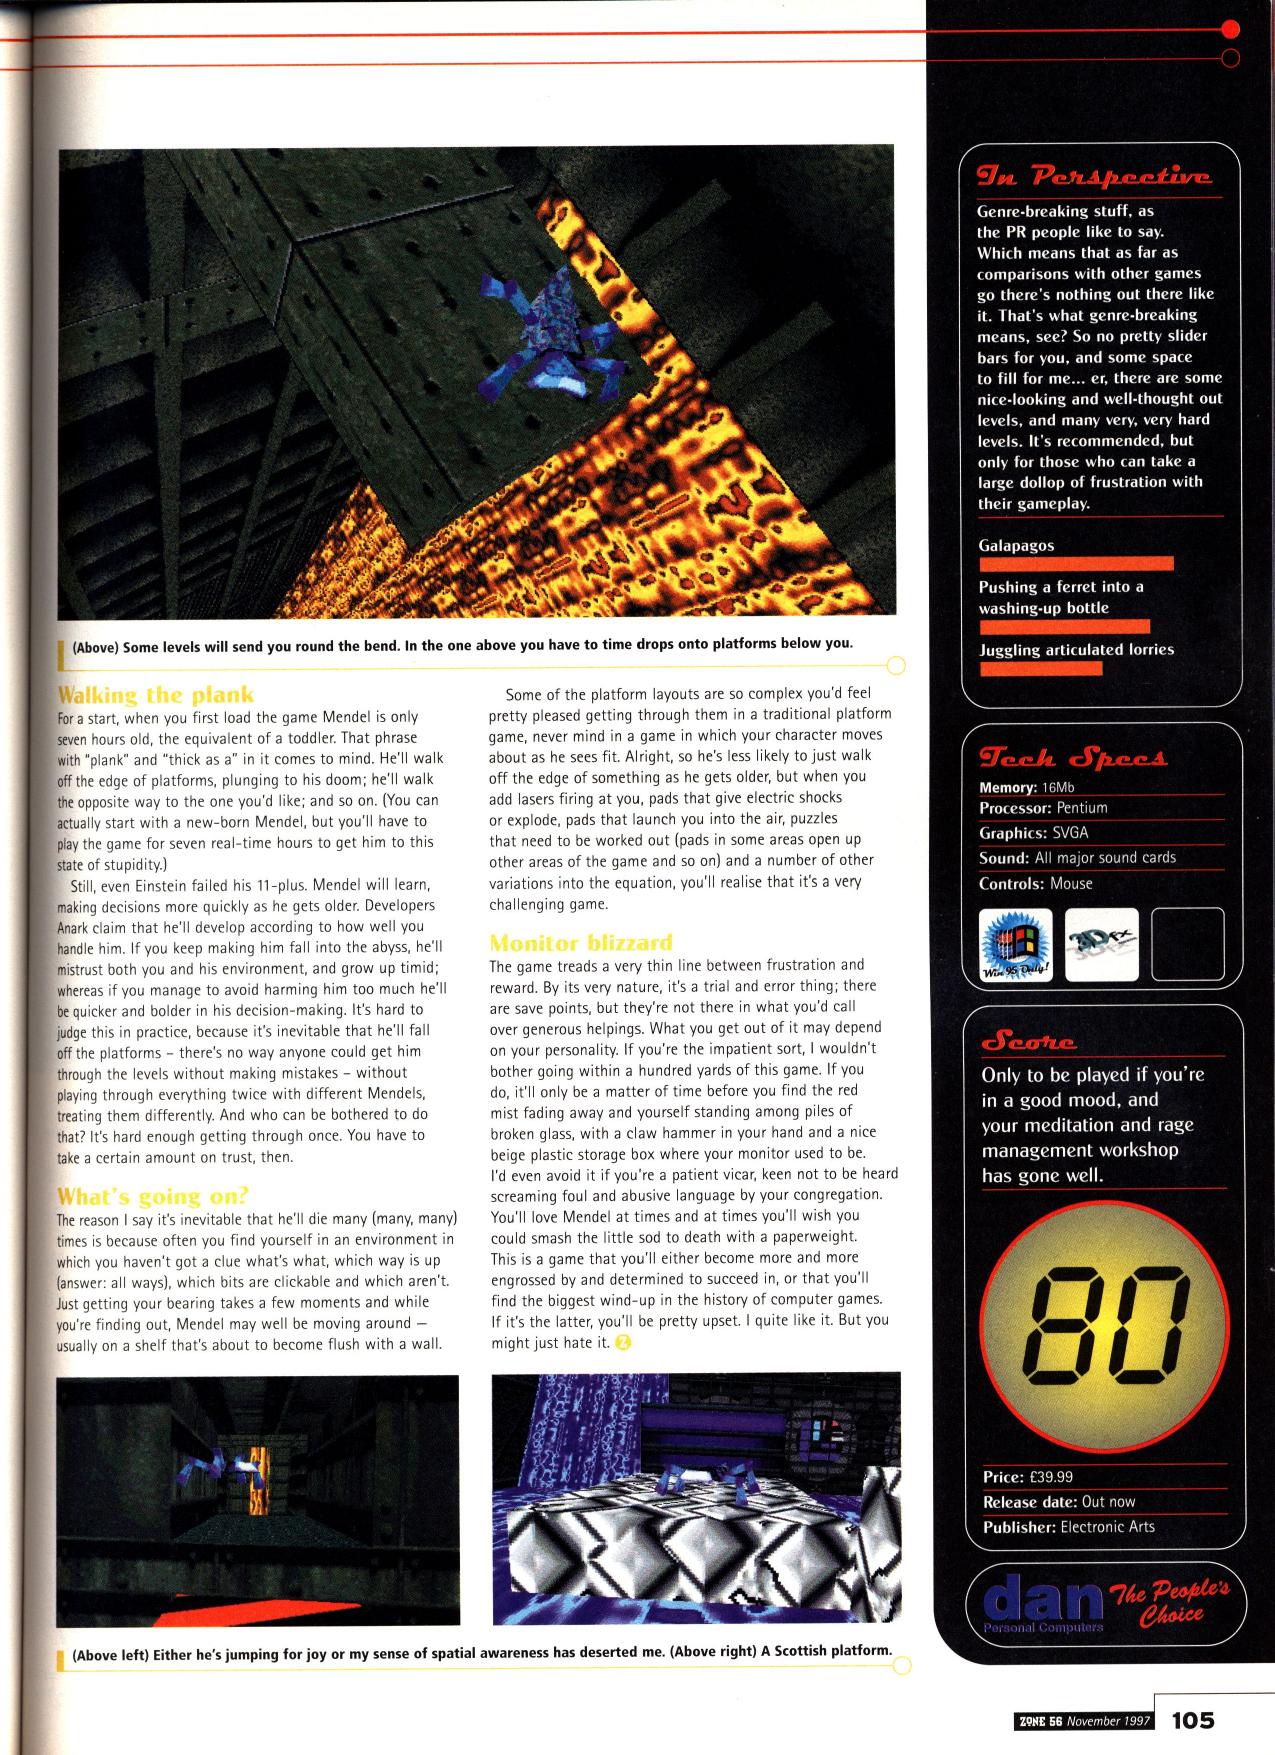 (Above) Some levels will send you round the bend. In the one above you have to time drops onto platforms below you.
Walking the plank
For a start, when you first load the game Mendel is only
seven hours old, the equivalent of a toddler. That phrase
with "plank" and "thick as a" in it comes to mind. He'll walk
off the edge of platforms, plunging to his doom; he'll walk
the opposite way to the one you'd like; and so on. (You can
actually start with a new-born Mendel, but you'll have to
play the game for seven real-time hours to get him to this
state of stupidity.)
Still, even Einstein failed his 11-plus. Mendel will learn,
making decisions more quickly as he gets older. Developers
Anark claim that he'll develop according to how well you
handle him. If you keep making him fall into the abyss, he'll
mistrust both you and his environment, and grow up timid;
whereas if you manage to avoid harming him too much he'll
be quicker and bolder in his decision-making. It's hard to
judge this in practice, because it's inevitable that he'll fall
off the platforms – there's no way anyone could get him
through the levels without making mistakes – without
playing through everything twice with different Mendels,
treating them differently. And who can be bothered to do
that? It's hard enough getting through once. You have to
take a certain amount on trust, then.
What's going on?
The reason I say it's inevitable that he'll die many (many, many)
times is because often you find yourself in an environment in
which you haven't got a clue what's what, which way is up
(answer: all ways), which bits are clickable and which aren't.
Just getting your bearing takes a few moments and while
you're finding out, Mendel may well be moving around –
usually on a shelf that's about to become flush with a wall.
Some of the platform layouts are so complex you'd feel
pretty pleased getting through them in a traditional platform
game, never mind in a game in which your character moves
about as he sees fit. Alright, so he's less likely to just walk
off the edge of something as he gets older, but when you
add lasers firing at you, pads that give electric shocks
or explode, pads that launch you into the air, puzzles
that need to be worked out (pads in some areas open up
other areas of the game and so on) and a number of other
variations into the equation, you'll realise that it's a very
challenging game.
Monitor blizzard
The game treads a very thin line between frustration and
reward. By its very nature, it's a trial and error thing; there
are save points, but they're not there in what you'd call
over generous helpings. What you get out of it may depend
on your personality. If you're the impatient sort, I wouldn't
bother going within a hundred yards of this game. If you
do, it'll only be a matter of time before you find the red
mist fading away and yourself standing among piles of
broken glass, with a claw hammer in your hand and a nice
beige plastic storage box where your monitor used to be.
I'd even avoid it if you're a patient vicar, keen not to be heard
screaming foul and abusive language by your congregation.
You'll love Mendel at times and at times you'll wish you
could smash the little sod to death with a paperweight.
This is a game that you'll either become more and more
engrossed by and determined to succeed in, or that you'll
find the biggest wind-up in the history of computer games.
If it's the latter, you'll be pretty upset. I quite like it. But you
might just hate it. Z
(Above left) Either he's jumping for joy or my sense of spatial awareness has deserted me. (Above right) A Scottish platform.
In Perspective
Genre-breaking stuff, as
the PR people like to say.
Which means that as far as
comparisons with other games
go there's nothing out there like
it. That's what genre-breaking
means, see? So no pretty slider
bars for you, and some space
to fill for me... er, there are some
nice-looking and well-thought out
levels, and many very, very hard
levels. It's recommended, but
only for those who can take a
large dollop of frustration with
their gameplay.
Galapagos
Pushing a ferret into a
washing-up bottle
Juggling articulated lorries
Tech Specs
Memory: 16Mb
Processor: Pentium
Graphics: SVGA
Sound: All major sound cards
Controls: Mouse
Win 95 Only!
3Dfx
Score
Only to be played if you're
in a good mood, and
your meditation and rage
management workshop
has gone well.
80
Price: £39.99
Release date: Out now
Publisher: Electronic Arts
dan
Personal Computers
The People's
Choice
ZONE 56 November 1997 105